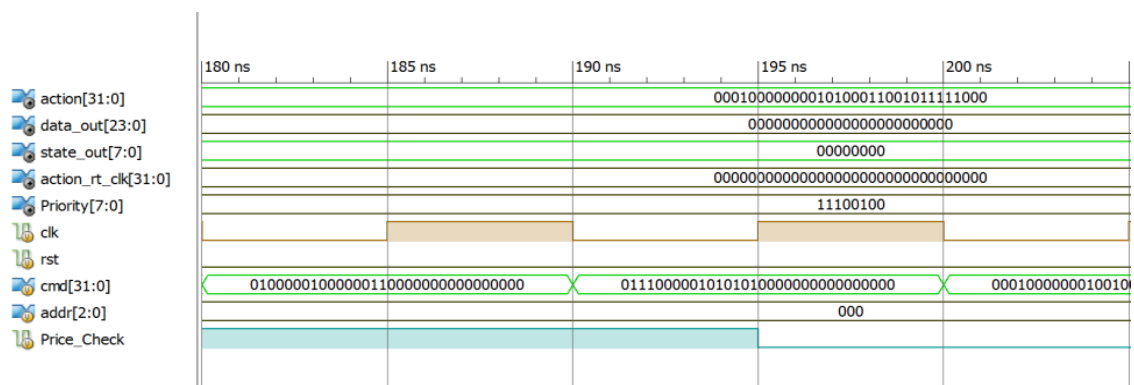 180 ns 185 ns 190 ns 195 ns 200 ns
action[31:0] 00010000000010100011001011111000
data_out[23:0] 000000000000000000000000
state_out[7:0] 00000000
action_rt_clk[31:0] 00000000000000000000000000000000
Priority[7:0] 11100100
clk
rst
cmd[31:0] 01000001000000110000000000000000 01110000010101010000000000000000 0001000000010010
addr[2:0] 000
Price_Check